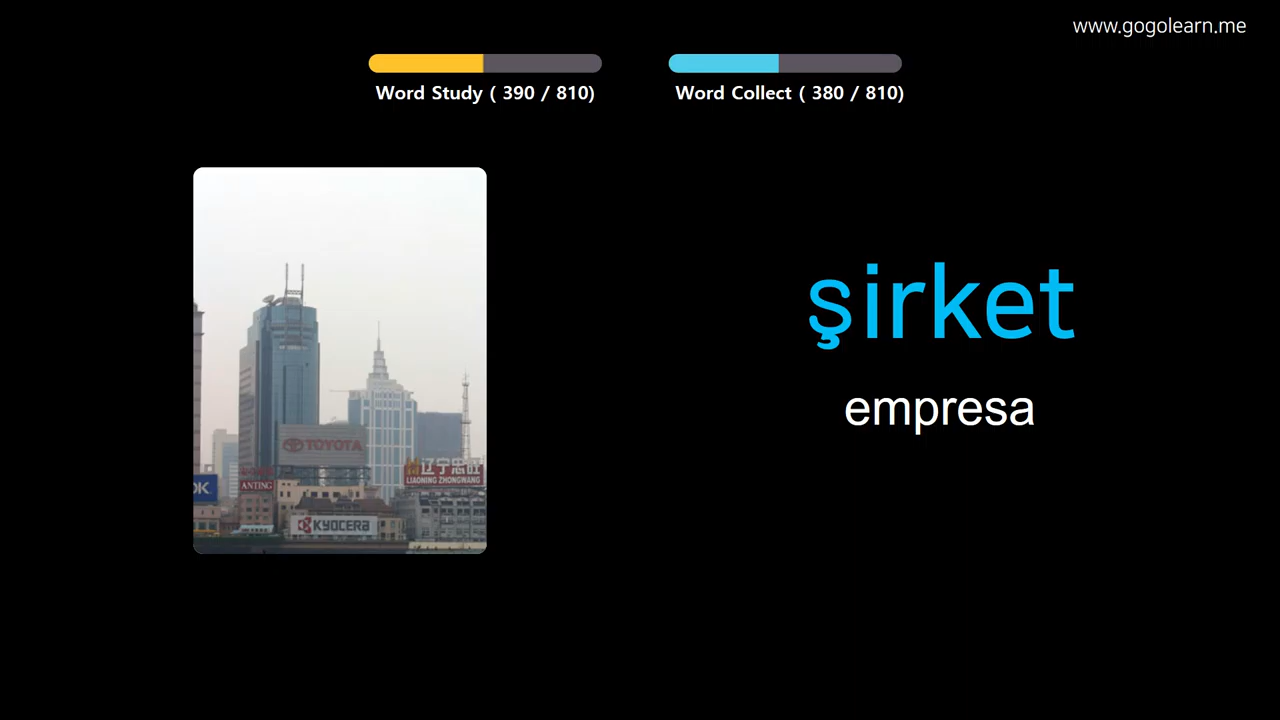 www.gogolearn.me
Word Study ( 390 / 810)
Word Collect ( 380 / 810)
şirket
empresa
TOYOTA
辽宁忠旺
LIAONING ZHONGWANG
OK.
ANTING
KYOCERA